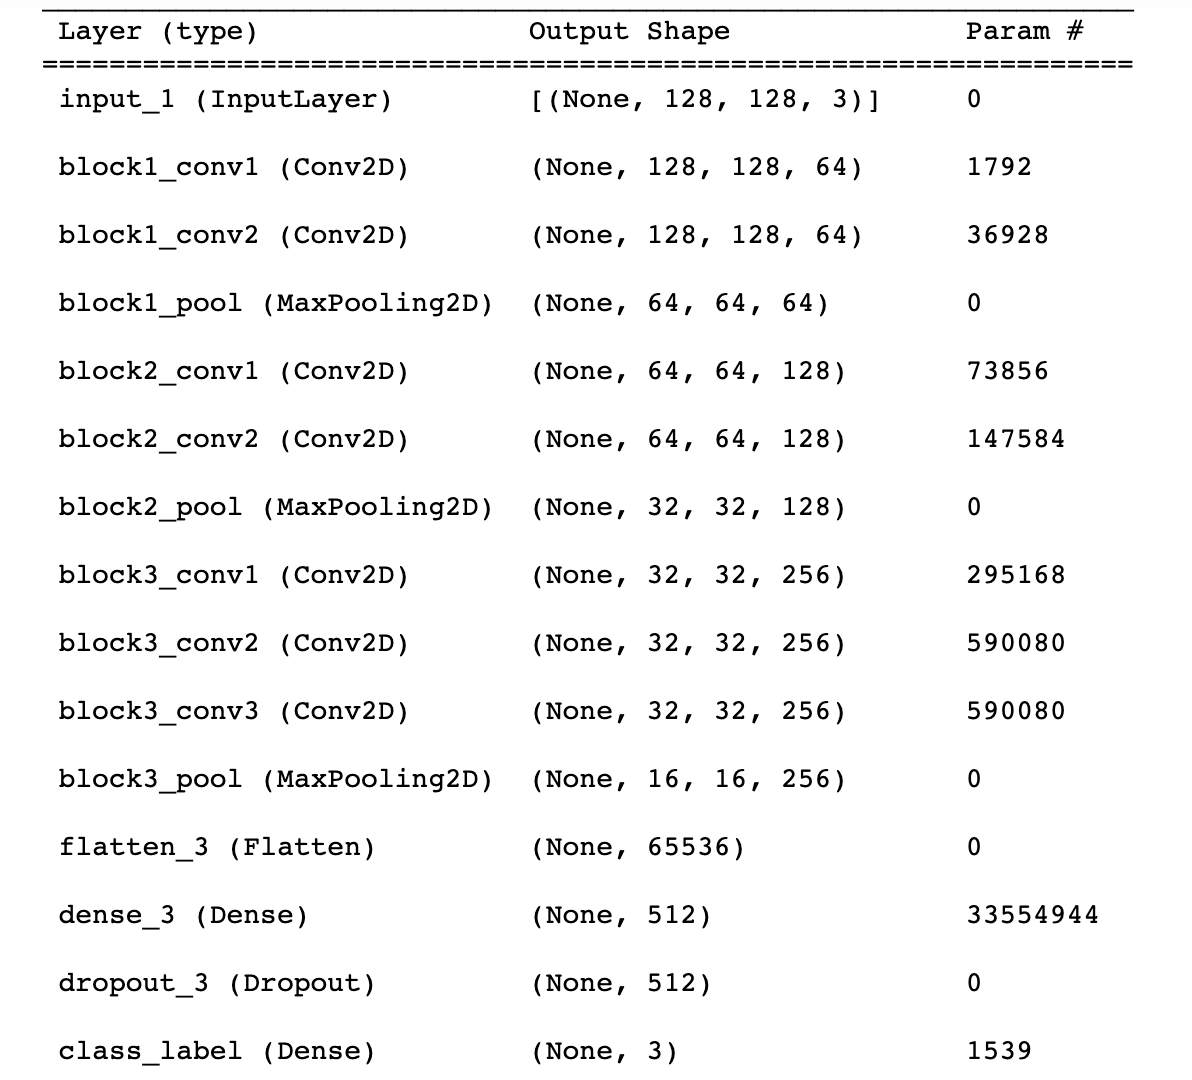 Layer (type) Output Shape Param #
=================================================================
input_1 (InputLayer) [(None, 128, 128, 3)] 0
block1_conv1 (Conv2D) (None, 128, 128, 64) 1792
block1_conv2 (Conv2D) (None, 128, 128, 64) 36928
block1_pool (MaxPooling2D) (None, 64, 64, 64) 0
block2_conv1 (Conv2D) (None, 64, 64, 128) 73856
block2_conv2 (Conv2D) (None, 64, 64, 128) 147584
block2_pool (MaxPooling2D) (None, 32, 32, 128) 0
block3_conv1 (Conv2D) (None, 32, 32, 256) 295168
block3_conv2 (Conv2D) (None, 32, 32, 256) 590080
block3_conv3 (Conv2D) (None, 32, 32, 256) 590080
block3_pool (MaxPooling2D) (None, 16, 16, 256) 0
flatten_3 (Flatten) (None, 65536) 0
dense_3 (Dense) (None, 512) 33554944
dropout_3 (Dropout) (None, 512) 0
class_label (Dense) (None, 3) 1539